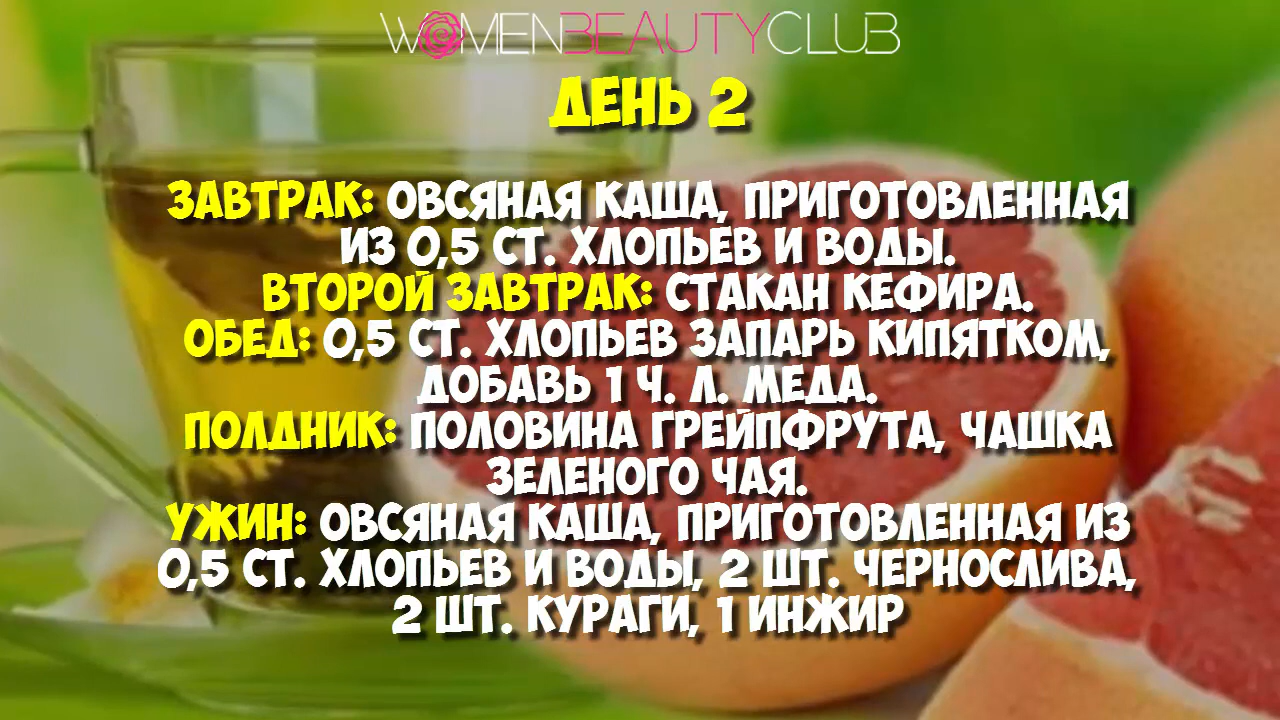 WOMENBEAUTYCLUB
ДЕНЬ 2
ЗАВТРАК: ОВСЯНАЯ КАША, ПРИГОТОВЛЕННАЯ
ИЗ 0,5 СТ. ХЛОПЬЕВ И ВОДЫ.
ВТОРОЙ ЗАВТРАК: СТАКАН КЕФИРА.
ОБЕД: 0,5 СТ. ХЛОПЬЕВ ЗАПАРЬ КИПЯТКОМ,
ДОБАВЬ 1 Ч. Л. МЕДА.
ПОЛДНИК: ПОЛОВИНА ГРЕЙПФРУТА, ЧАШКА
ЗЕЛЕНОГО ЧАЯ.
УЖИН: ОВСЯНАЯ КАША, ПРИГОТОВЛЕННАЯ ИЗ
0,5 СТ. ХЛОПЬЕВ И ВОДЫ, 2 ШТ. ЧЕРНОСЛИВА,
2 ШТ. КУРАГИ, 1 ИНЖИР